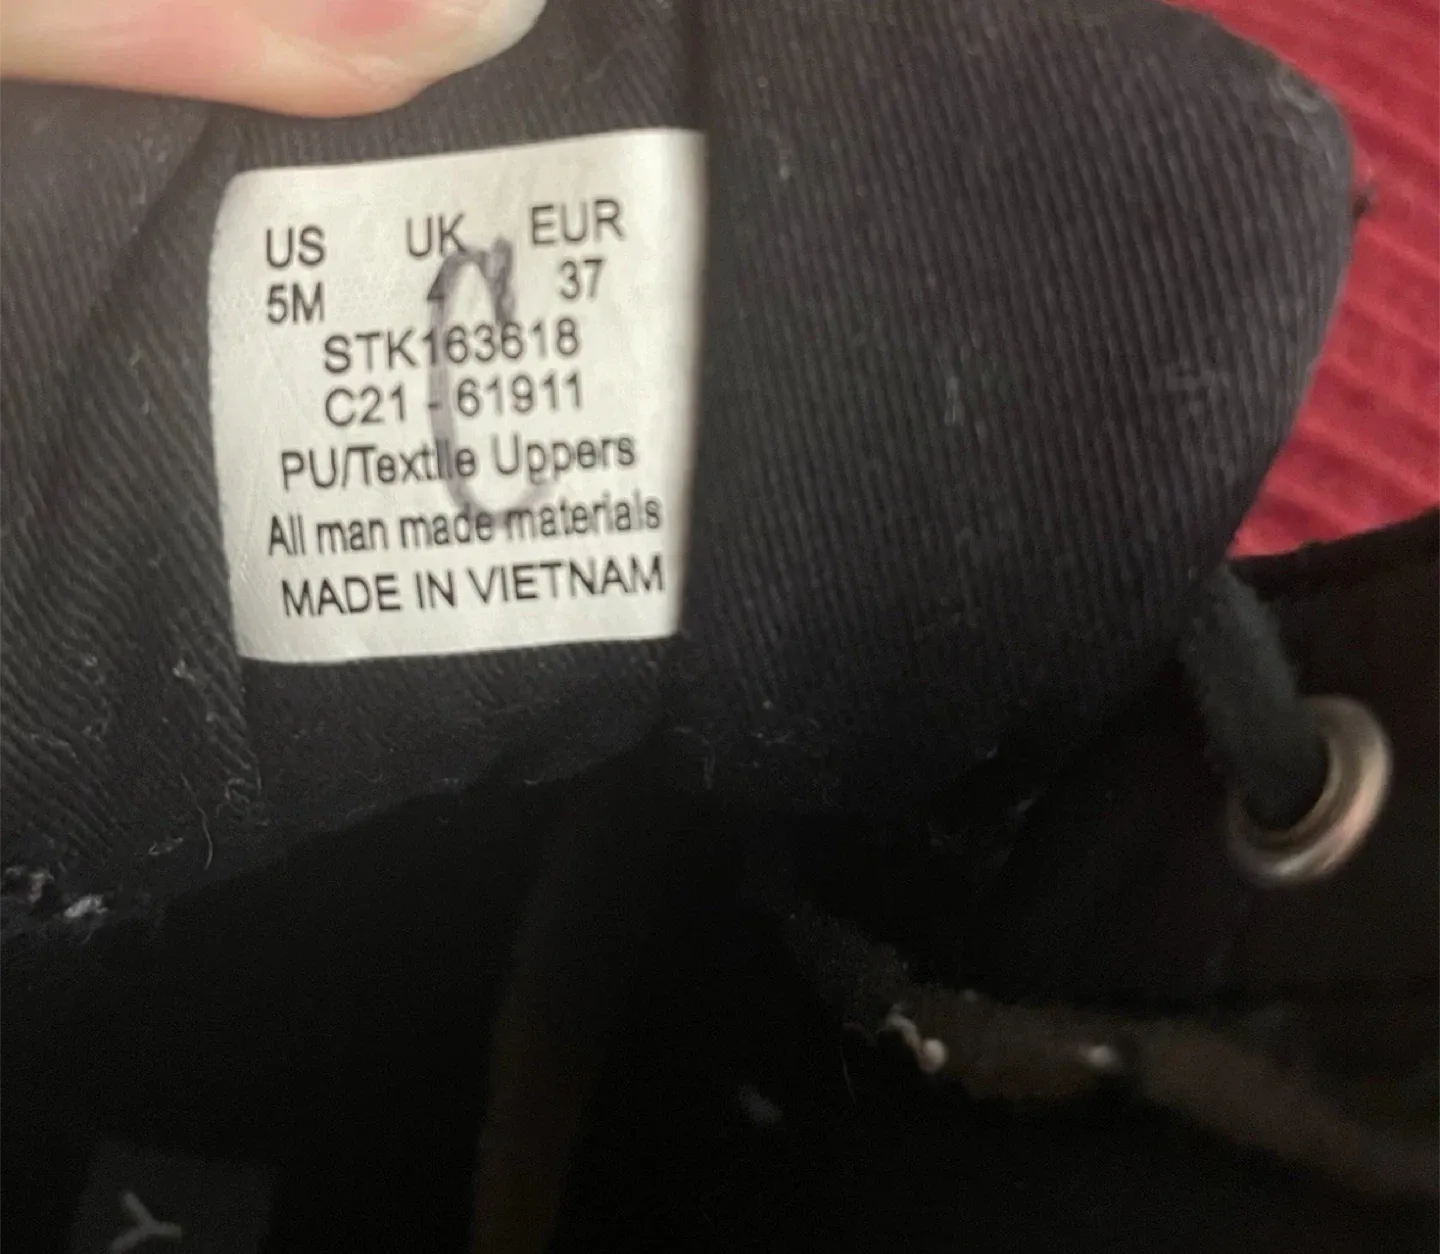 US UK EUR
5M 4 37
STK163618
C21 - 61911
PU/Textile Uppers
All man made materials
MADE IN VIETNAM